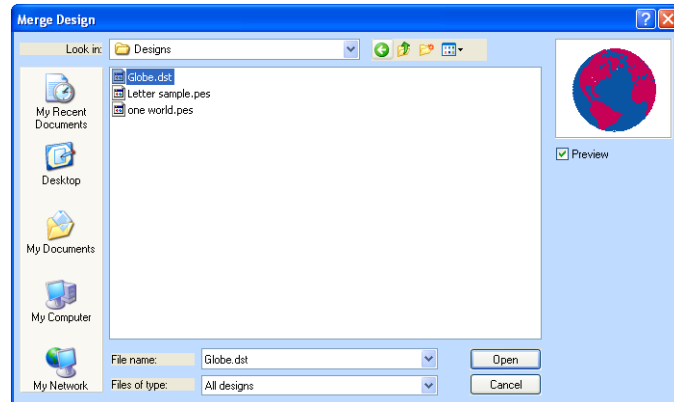 Merge Design
Look in:
Designs
Globe.dst
Letter sample.pes
one world.pes
My Recent
Documents
Desktop
My Documents
My Computer
My Network
Preview
File name:
Globe.dst
Open
Files of type:
All designs
Cancel